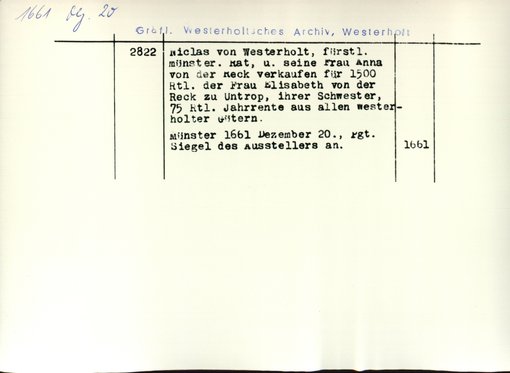 1661 Dez. 20
Gräfl. Westerholtsches Archiv, Westerholt
2822 Niclas von Westerholt, fürstl.
münster. Rat, u. seine Frau Anna
von der Reck verkaufen für 1500
Rtl. der Frau Elisabeth von der
Reck zu Untrop, ihrer Schwester,
75 Rtl. Jahrrente aus allen Wester-
holter Gütern.
Münster 1661 Dezember 20., Pgt.
Siegel des Ausstellers an. 1661